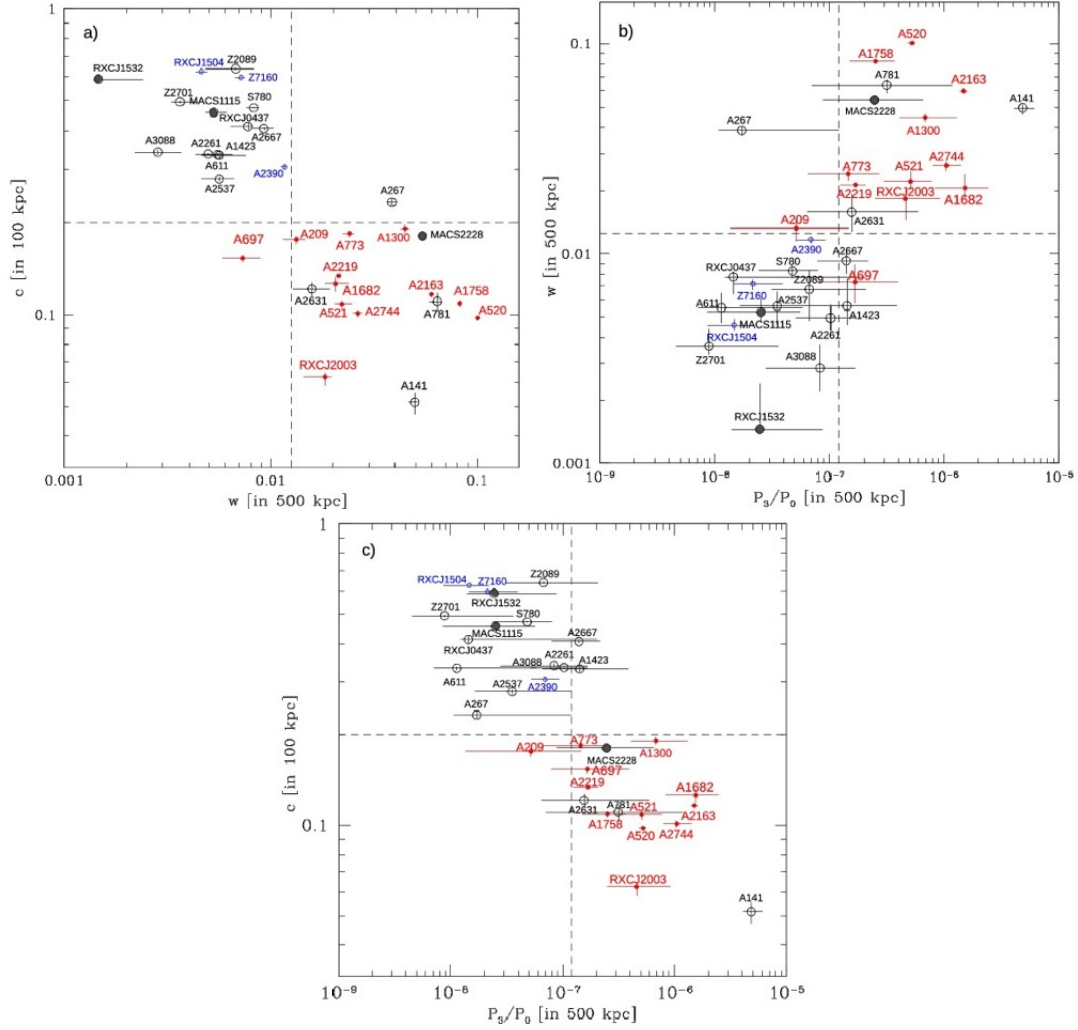 a)
1
0.1
c [in 100 kpc]
RXCJ1504
Z2089
RXCJ1532
Z7160
Z2701
MACS1115
S780
RXCJ0437
A2667
A3088
A2261
A1423
A611
A2390
A2537
A267
A697
A209
A773
A1300
MACS2228
A2219
A1682
A2163
A1758
A2631
A521
A2744
A781
A520
RXCJ2003
A141
0.001
0.01
0.1
w [in 500 kpc]
b)
0.1
0.01
0.001
w [in 500 kpc]
A520
A1758
A781
A2163
MACS2228
A141
A267
A1300
A773
A521
A2744
A2219
RXCJ2003
A1682
A209
A2631
A2390
A2667
RXCJ0437
S780
Z2089
A697
Z7160
A611
A2537
A1423
MACS1115
A2261
RXCJ1504
Z2701
A3088
RXCJ1532
10⁻⁹
10⁻⁸
10⁻⁷
10⁻⁶
10⁻⁵
P₃/P₀ [in 500 kpc]
c)
1
0.1
c [in 100 kpc]
RXCJ1504
Z7160
Z2089
RXCJ1532
Z2701
S780
MACS1115
A2667
RXCJ0437
A2261
A3088
A1423
A611
A2537
A2390
A267
A209
A773
A1300
MACS2228
A697
A2219
A1682
A2631
A781
A521
A2163
A1758
A520
A2744
RXCJ2003
A141
10⁻⁹
10⁻⁸
10⁻⁷
10⁻⁶
10⁻⁵
P₃/P₀ [in 500 kpc]